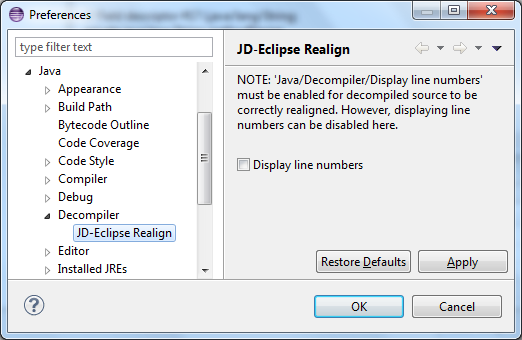 Preferences
type filter text
Java
Appearance
Build Path
Bytecode Outline
Code Coverage
Code Style
Compiler
Debug
Decompiler
JD-Eclipse Realign
Editor
Installed JREs
JD-Eclipse Realign
NOTE: 'Java/Decompiler/Display line numbers'
must be enabled for decompiled source to be
correctly realigned. However, displaying line
numbers can be disabled here.
Display line numbers
Restore Defaults
Apply
?
OK
Cancel